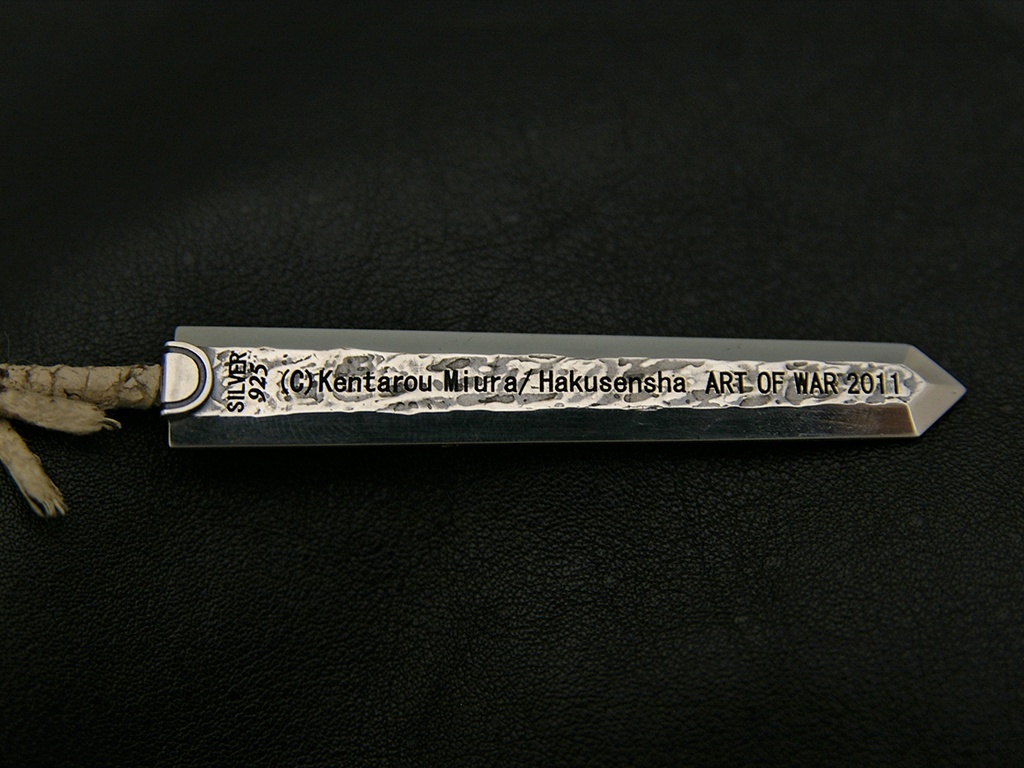 SILVER
925
(C)Kentarou Miura/Hakusensha ART OF WAR 2011